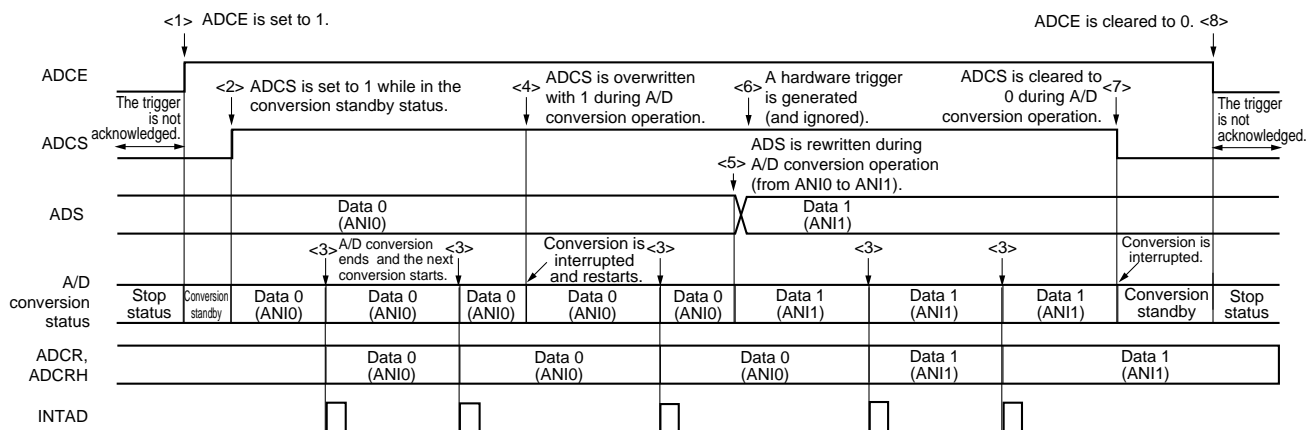 <1> ADCE is set to 1.
ADCE is cleared to 0. <8>
ADCE
The trigger
is not
acknowledged.
<2> ADCS is set to 1 while in the
conversion standby status.
<4> ADCS is overwritten
with 1 during A/D
conversion operation.
<6> A hardware trigger
is generated
(and ignored).
ADCS is cleared to
0 during A/D
conversion operation.
<7>
The trigger
is not
acknowledged.
ADCS
<5> ADS is rewritten during
A/D conversion operation
(from ANI0 to ANI1).
ADS
Data 0
(ANI0)
Data 1
(ANI1)
<3> A/D conversion
ends and the next
conversion starts.
<3>
Conversion is
interrupted
and restarts.
<3>
<3>
<3>
Conversion is
interrupted.
A/D
conversion
status
Stop
status
Conversion
standby
Data 0
(ANI0)
Data 0
(ANI0)
Data 0
(ANI0)
Data 0
(ANI0)
Data 0
(ANI0)
Data 1
(ANI1)
Data 1
(ANI1)
Data 1
(ANI1)
Conversion
standby
Stop
status
ADCR,
ADCRH
Data 0
(ANI0)
Data 0
(ANI0)
Data 0
(ANI0)
Data 1
(ANI1)
Data 1
(ANI1)
INTAD